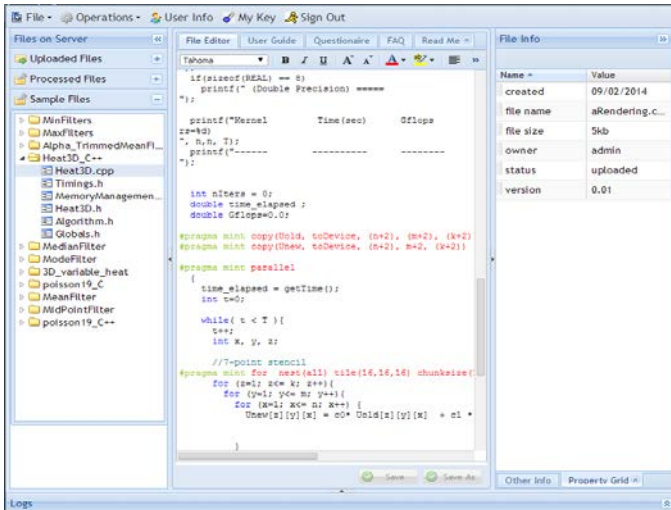 File Operations User Info My Key Sign Out
Files on Server
Uploaded Files
Processed Files
Sample Files
MinFilters
MaxFilters
Alpha_TrimmedMeanFi...
Heat3D_C++
Heat3D.cpp
Timings.h
MemoryManagemen...
Heat3D.h
Algorithm.h
Globals.h
MedianFilter
ModeFilter
3D_variable_heat
poisson19_C
MeanFilter
MidPointFilter
poisson19_C++
File Editor User Guide Questionaire FAQ Read Me
Tahoma B I U A A A
if(sizeof(REAL) == 8)
printf(" (Double Precision) =====
");
printf("Kernel Time(sec) Gflops
rs=%d)
", n,n, T);
printf("------ ---------- --------
");
int nIters = 0;
double time_elapsed ;
double Gflops=0.0;
#pragma mint copy(Uold, toDevice, (n+2), (m+2), (k+2)
#pragma mint copy(Unew, toDevice, (n+2), m+2, (k+2))
#pragma mint parallel
{
time_elapsed = getTime();
int t=0;
while( t < T ){
t++;
int x, y, z;
//7-point stencil
#pragma mint for nest(all) tile(16,16,16) chunksize(
for (z=1; z<= k; z++){
for (y=1; y<= m; y++){
for (x=1; x<= n; x++) {
Unew[z][y][x] = c0* Uold[z][y][x] + c1 *
}
Save Save As
File Info
Name Value
created 09/02/2014
file name aRendering.c...
file size 5kb
owner admin
status uploaded
version 0.01
Other Info Property Grid
Logs